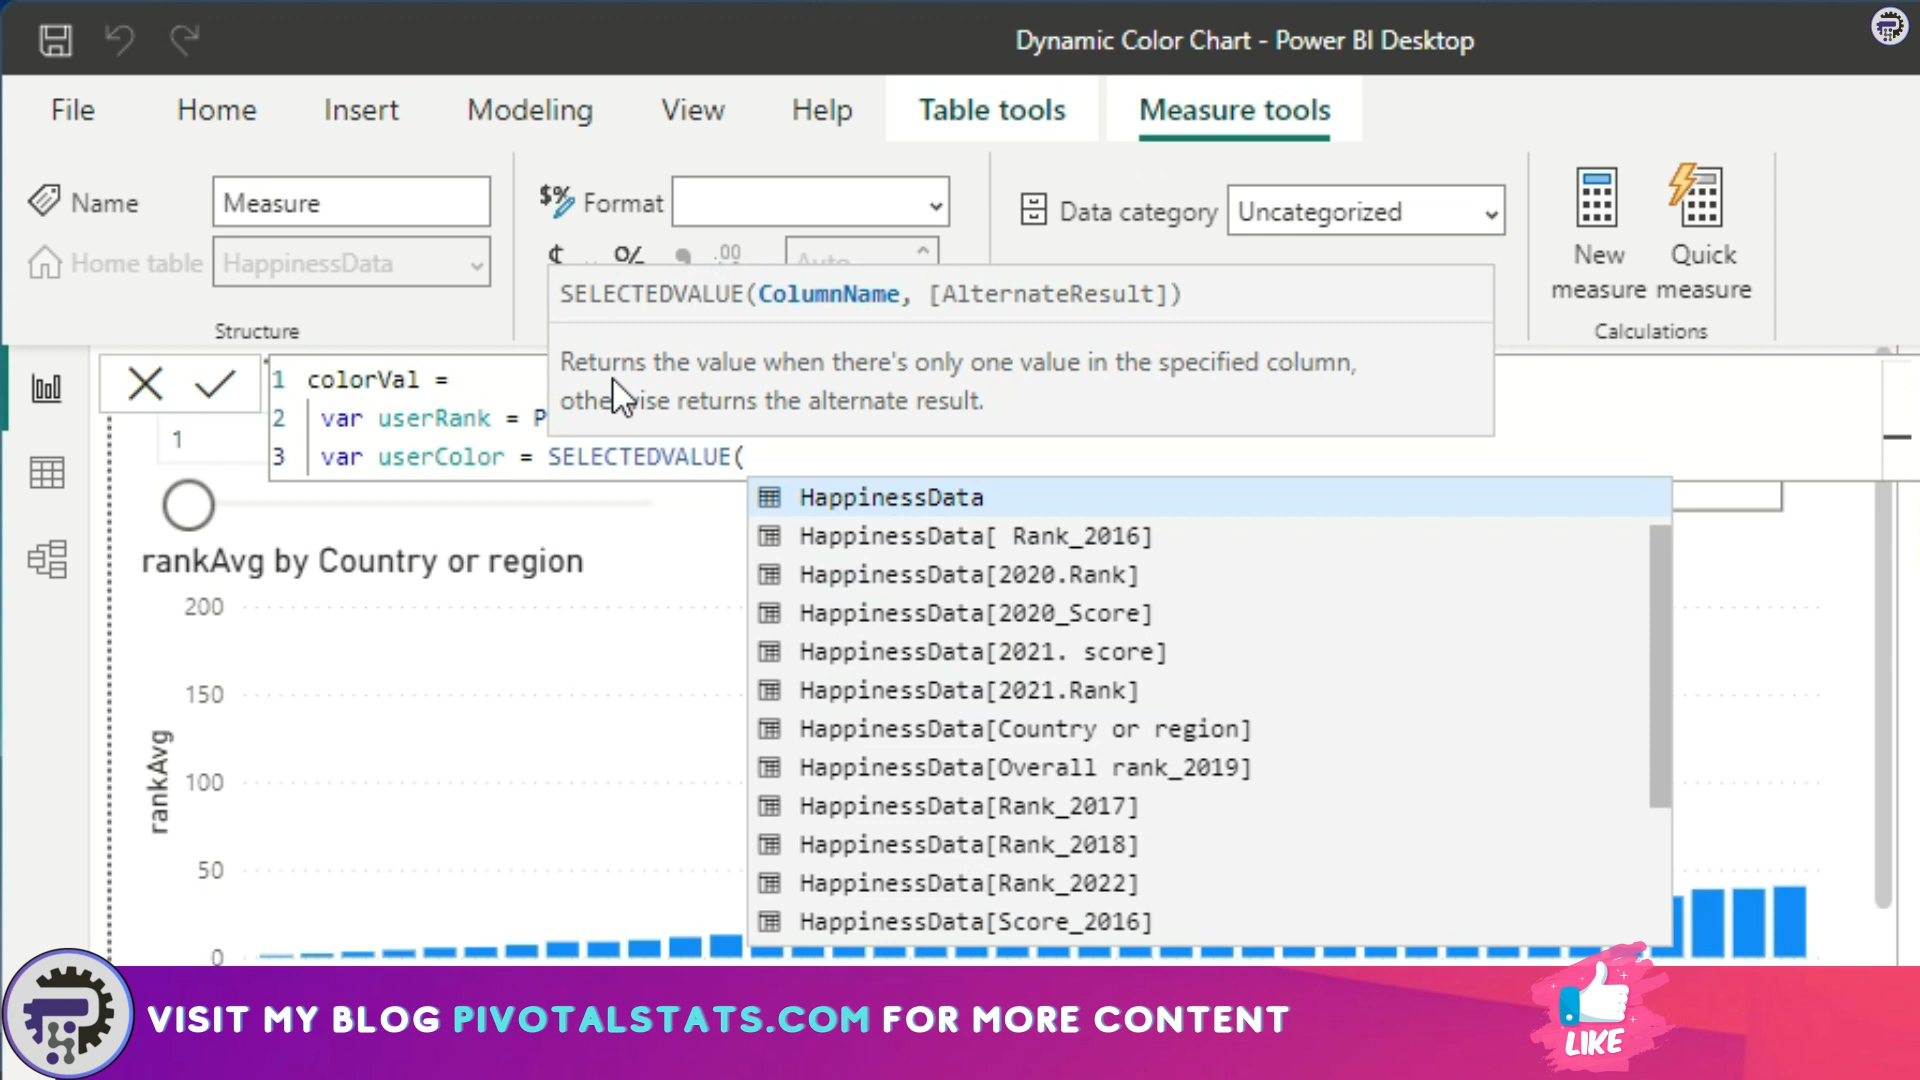 Dynamic Color Chart - Power BI Desktop
File Home Insert Modeling View Help Table tools Measure tools
Name Measure $% Format Data category Uncategorized
Home table HappinessData % .00 Auto
New measure
Quick measure
Structure
Calculations
SELECTEDVALUE(ColumnName, [AlternateResult])
Returns the value when there's only one value in the specified column,
otherwise returns the alternate result.
1 colorVal =
2 var userRank = P
3 var userColor = SELECTEDVALUE(
1
HappinessData
HappinessData[ Rank_2016]
HappinessData[2020.Rank]
HappinessData[2020_Score]
HappinessData[2021. score]
HappinessData[2021.Rank]
HappinessData[Country or region]
HappinessData[Overall rank_2019]
HappinessData[Rank_2017]
HappinessData[Rank_2018]
HappinessData[Rank_2022]
HappinessData[Score_2016]
rankAvg by Country or region
rankAvg
200
150
100
50
0
VISIT MY BLOG PIVOTALSTATS.COM FOR MORE CONTENT
LIKE